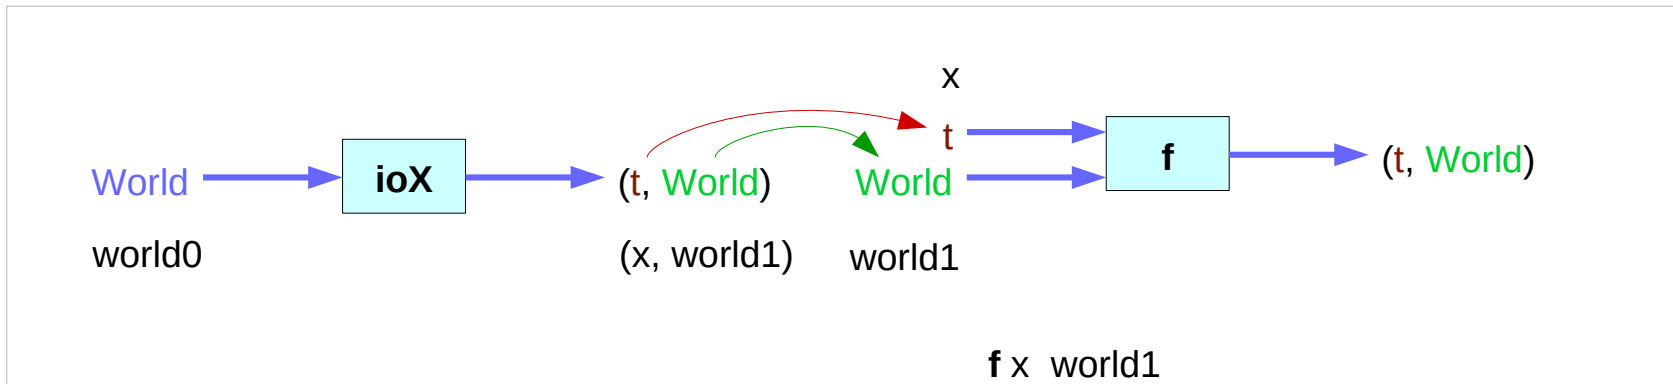 x
t
f
(t, World)
World
ioX
(t, World)
World
world0
(x, world1)
world1
f x world1